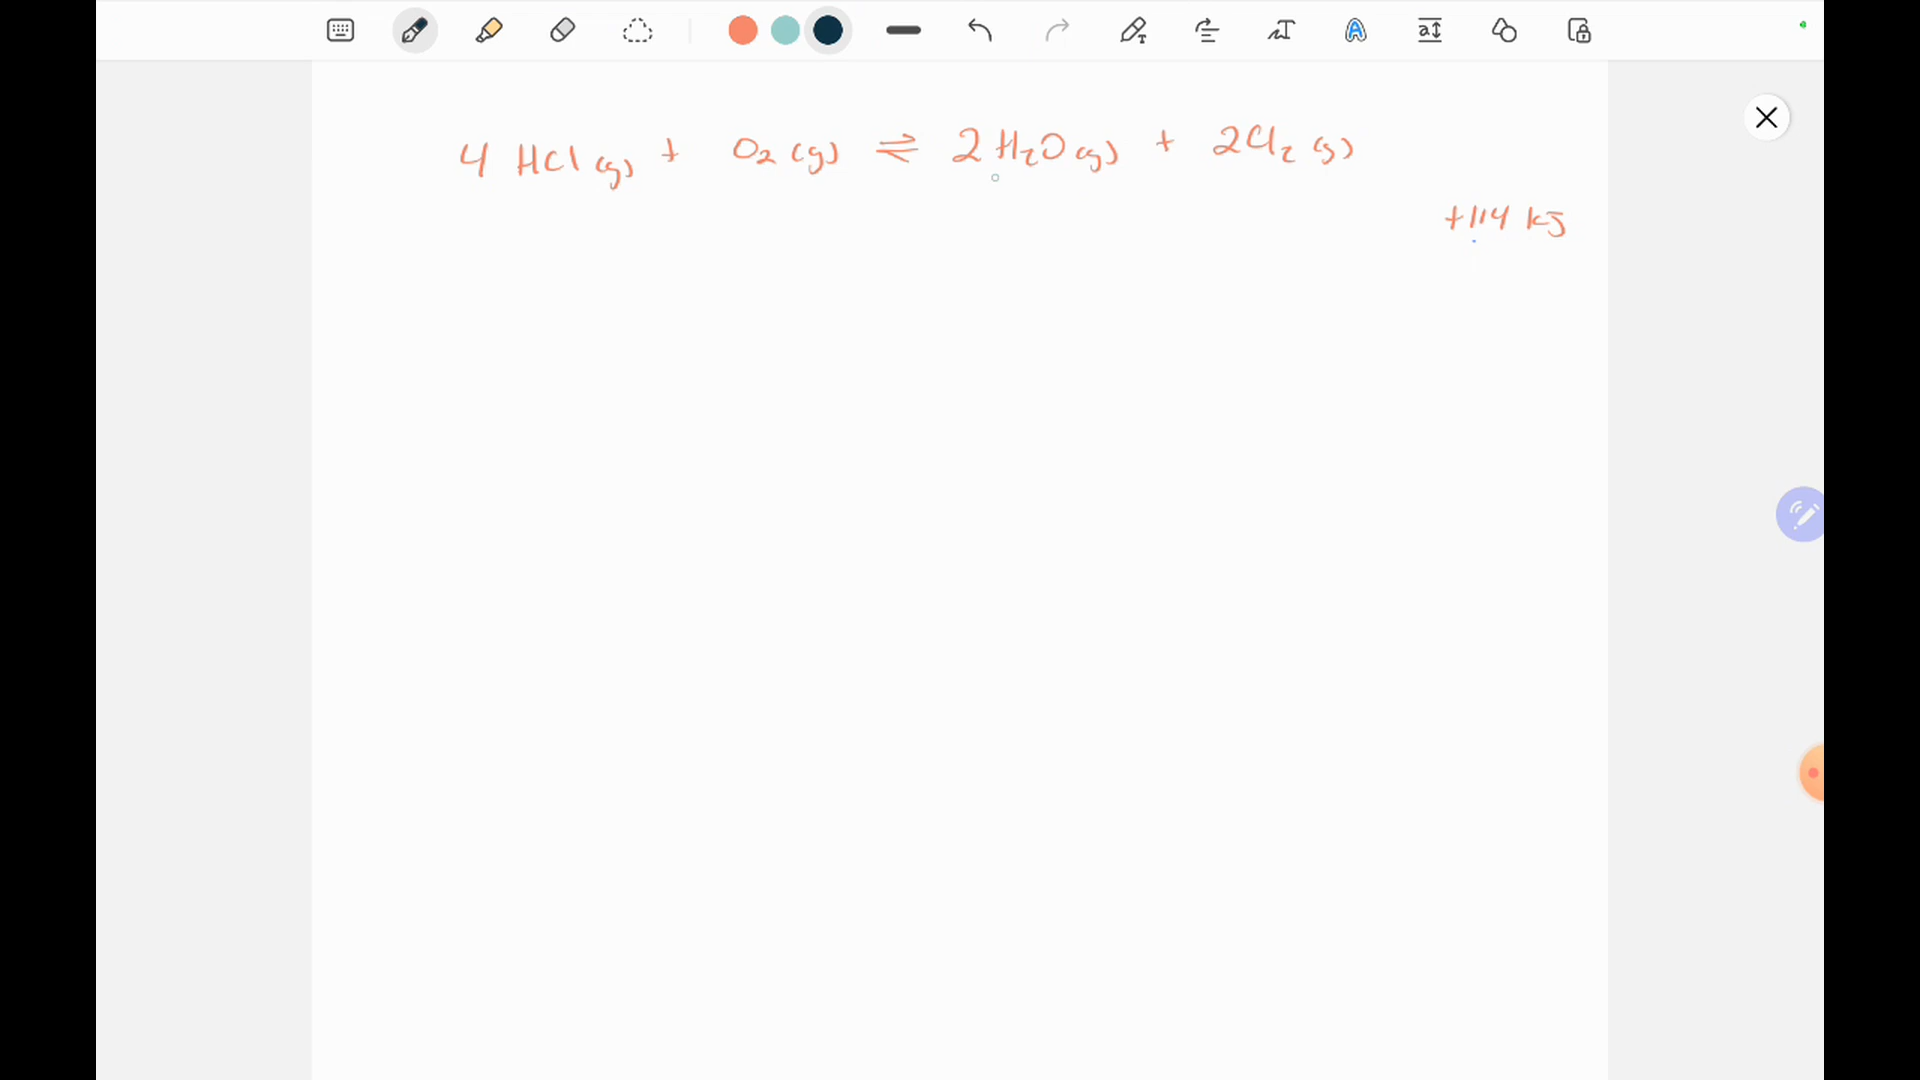 4 HCl (g) + O₂ (g) ⇌ 2 H₂O (g) + 2Cl₂ (g)
+114 kJ